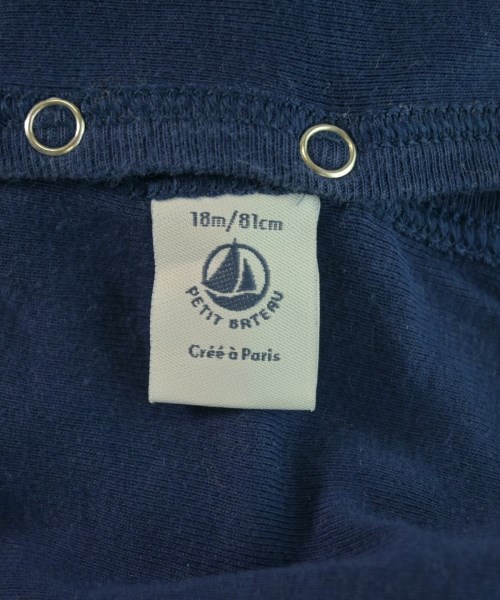 18m/81cm
PETIT BATEAU
Créé à Paris